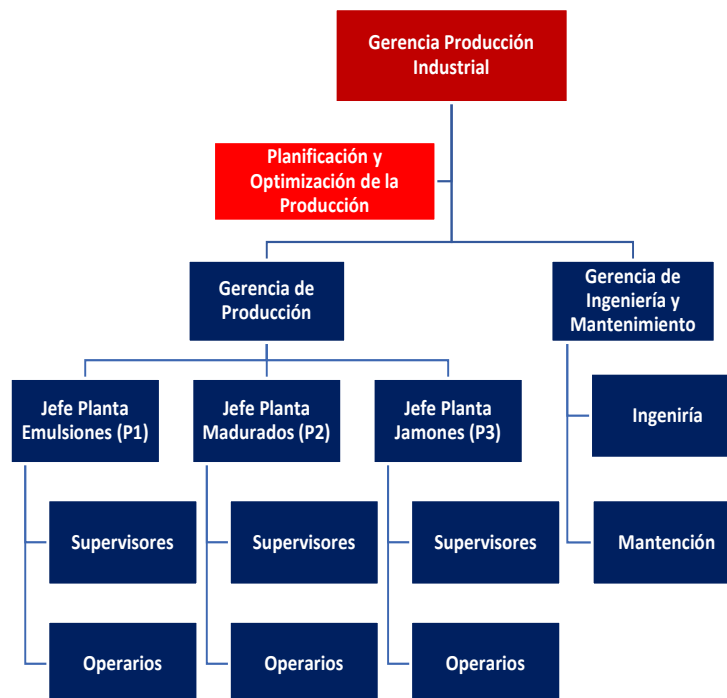 Gerencia Producción
Industrial
Planificación y
Optimización de la
Producción
Gerencia de
Producción
Gerencia de
Ingeniería y
Mantenimiento
Jefe Planta
Emulsiones (P1)
Jefe Planta
Madurados (P2)
Jefe Planta
Jamones (P3)
Ingeniría
Supervisores
Supervisores
Supervisores
Mantención
Operarios
Operarios
Operarios